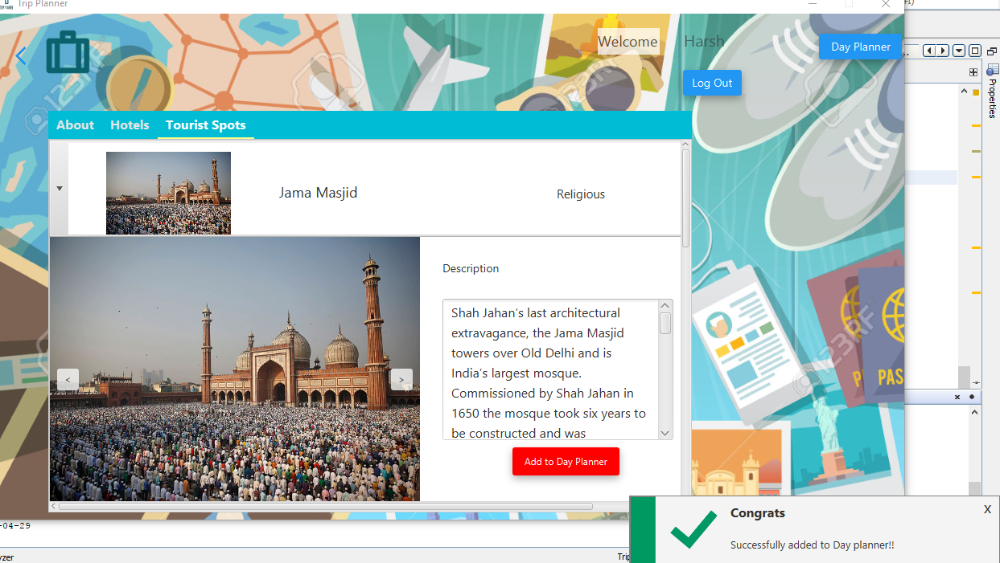 Trip Planner
Welcome
Harsh
Day Planner
Log Out
123RF
About
Hotels
Tourist Spots
Jama Masjid
Religious
Description
Shah Jahan’s last architectural
extravagance, the Jama Masjid
towers over Old Delhi and is
India’s largest mosque.
Commissioned by Shah Jahan in
1650 the mosque took six years to
be constructed and was
<
>
Add to Day Planner
Properties
123RF
PASS
-04-29
yzer
Trip
Congrats
X
Successfully added to Day planner!!